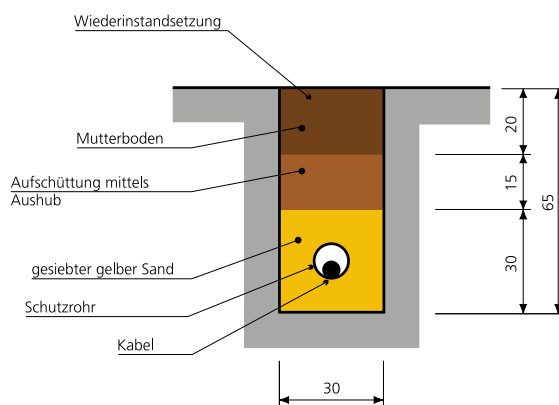 Wiederinstandsetzung
Mutterboden
Aufschüttung mittels
Aushub
gesiebter gelber Sand
Schutzrohr
Kabel
20
15
30
65
30